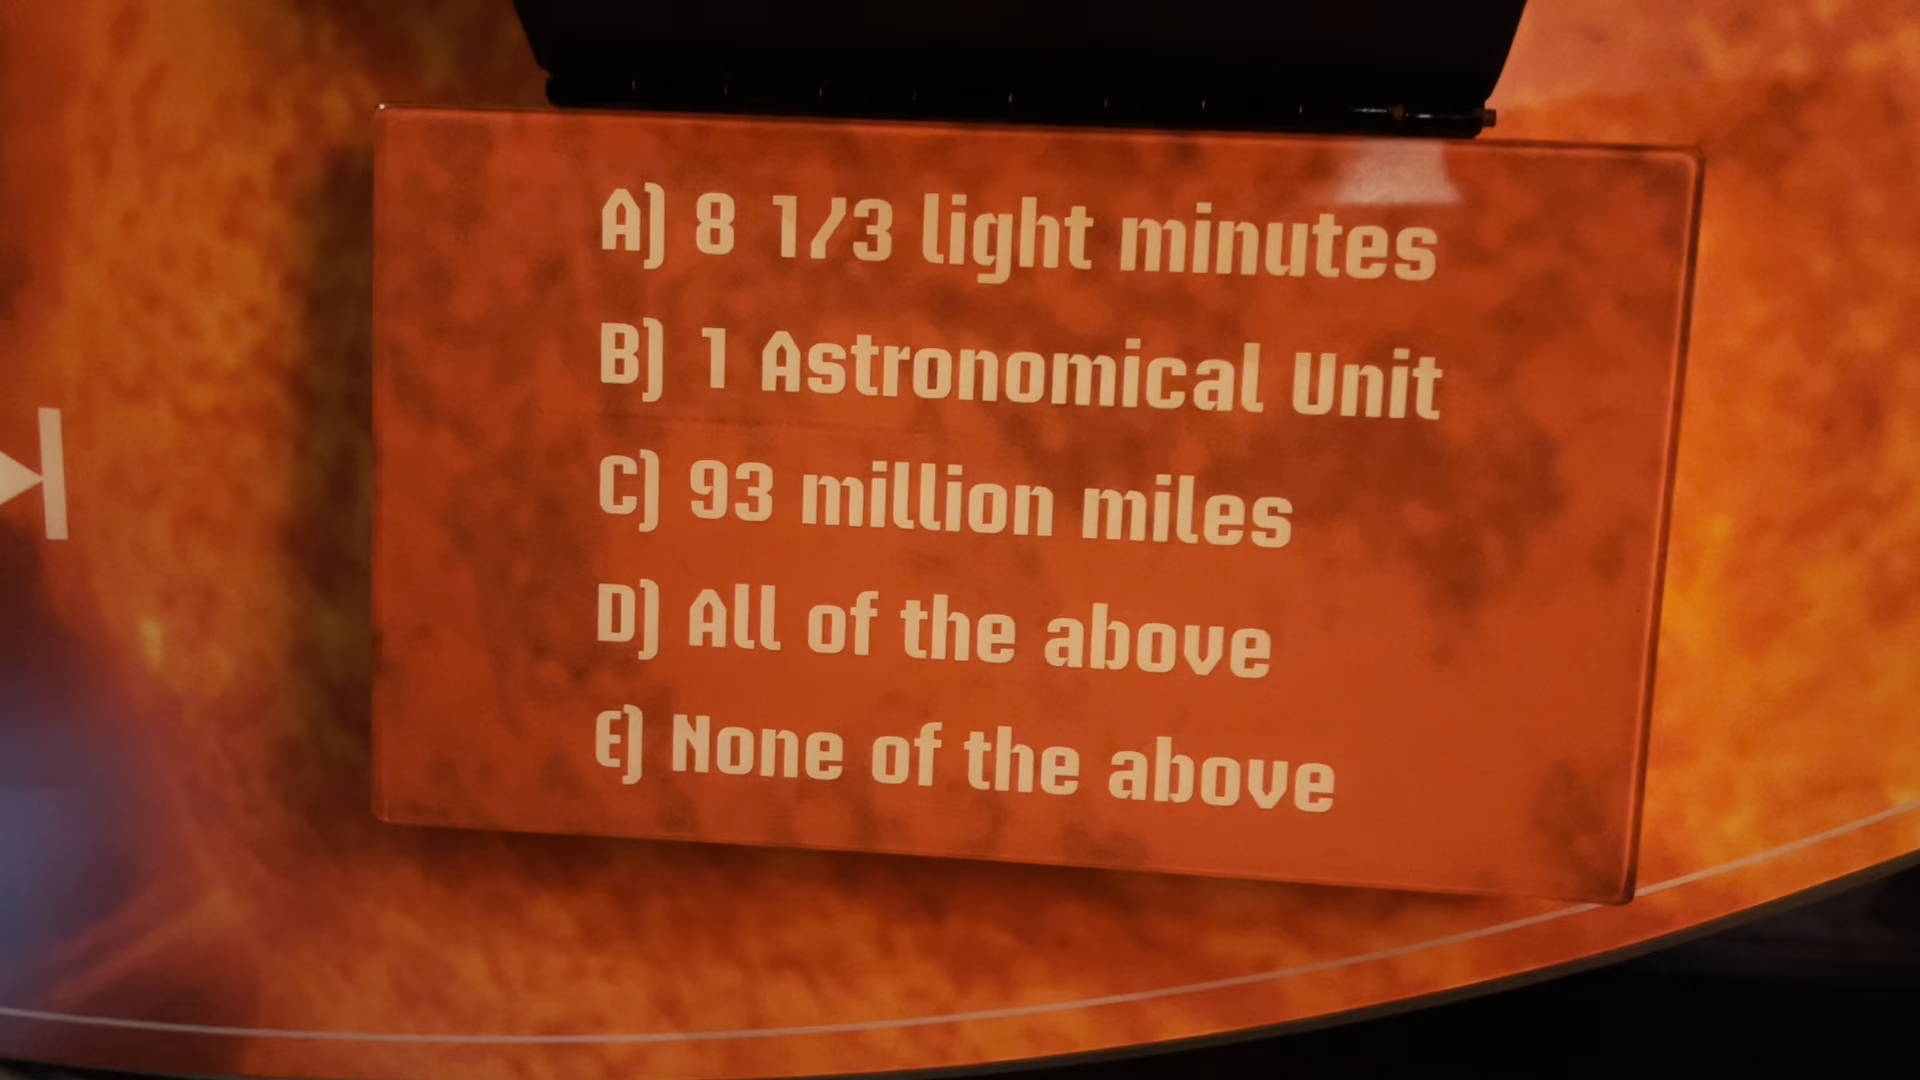 A) 8 1/3 light minutes
B) 1 Astronomical Unit
C) 93 million miles
D) All of the above
E) None of the above